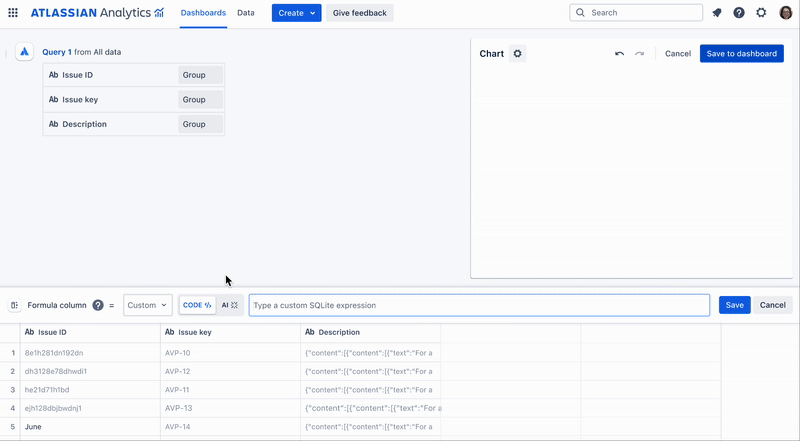 ATLASSIAN Analytics Dashboards Data Create Give feedback Search
Query 1 from All data
Ab Issue ID Group
Ab Issue key Group
Ab Description Group
Chart Cancel Save to dashboard
Formula column ? = Custom CODE </> AI Type a custom SQLite expression Save Cancel
Ab Issue ID Ab Issue key Ab Description
1 8e1h281dn192dn AVP-10 {"content":[{"content":[{"text":"For a
2 dh3128e78dhwdi1 AVP-12 {"content":[{"content":[{"text":"For a
3 he21d71h1bd AVP-11 {"content":[{"content":[{"text":"For a
4 ejh128dbjbwdnj1 AVP-13 {"content":[{"content":[{"text":"For a
5 June AVP-14 {"content":[{"content":[{"text":"For a